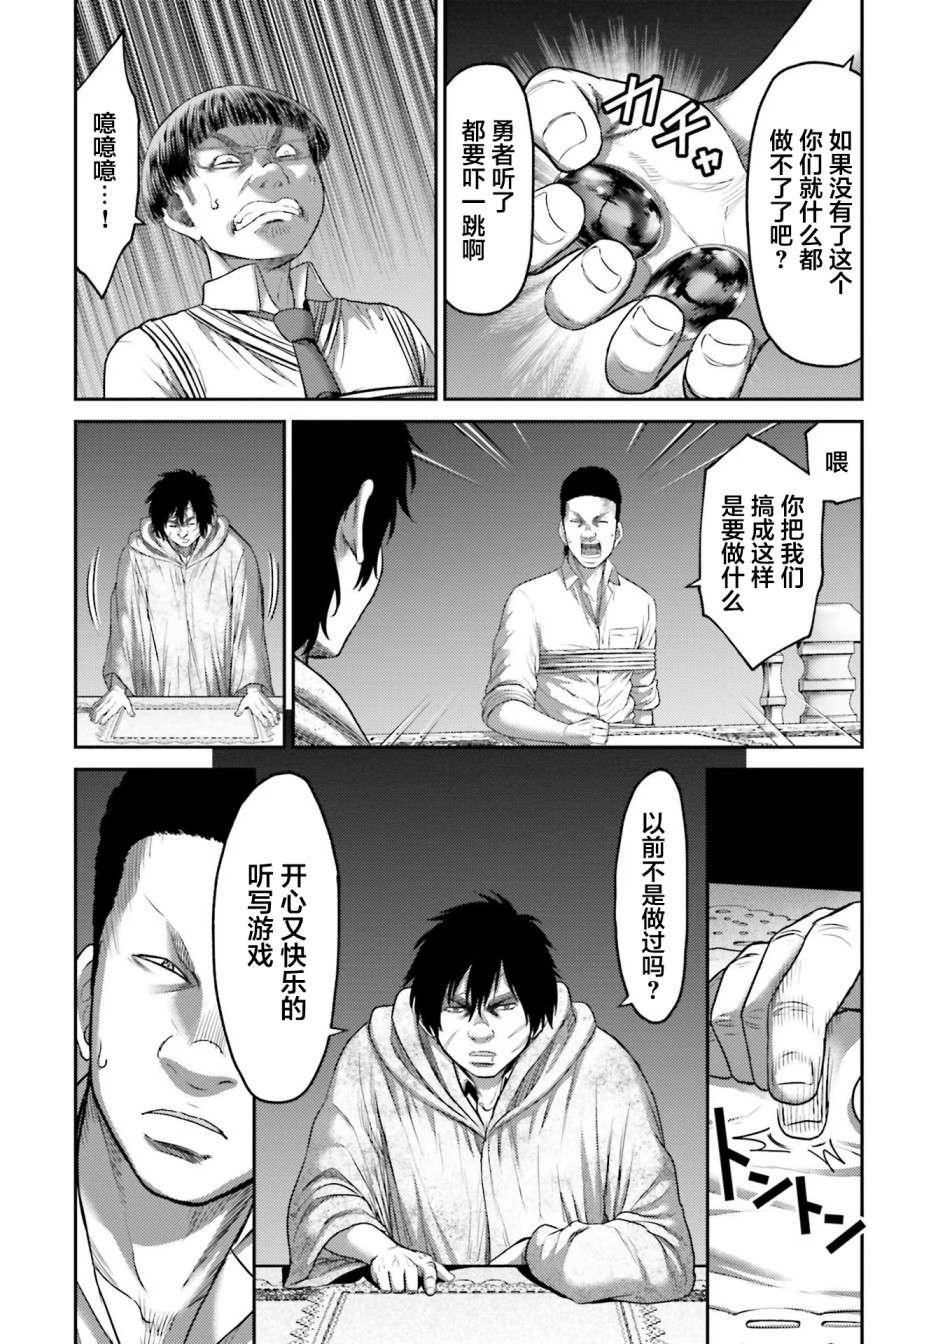 如果没有了这个
你们就什么都
做不了了吧?
ガチャ
勇者听了
都要吓一跳啊
噫噫噫…!
喂
你把我们
搞成这样
是要做什么
トントン
以前不是做过吗?
开心又快乐的
听写游戏